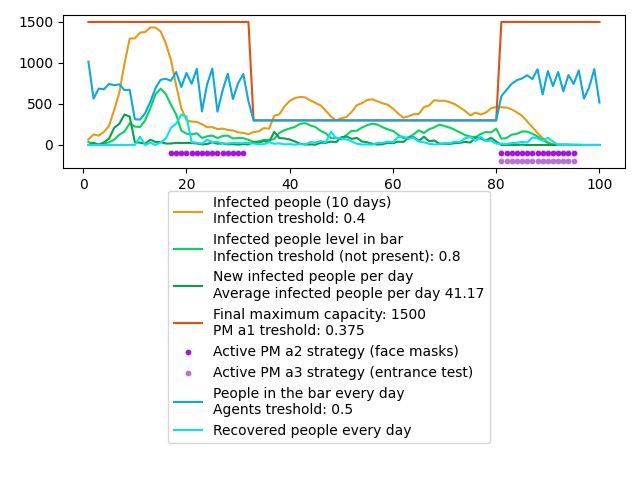 1500
1000
500
0
0 20 40 60 80 100
Infected people (10 days)
Infection treshold: 0.4
Infected people level in bar
Infection treshold (not present): 0.8
New infected people per day
Average infected people per day 41.17
Final maximum capacity: 1500
PM a1 treshold: 0.375
Active PM a2 strategy (face masks)
Active PM a3 strategy (entrance test)
People in the bar every day
Agents treshold: 0.5
Recovered people every day